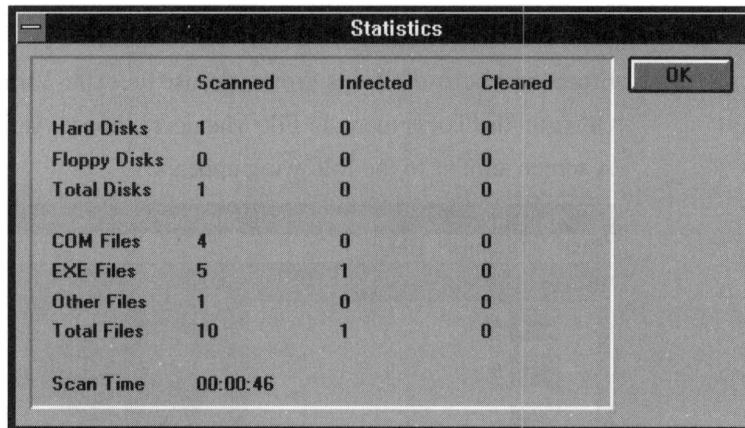 Statistics
Scanned Infected Cleaned
OK
Hard Disks 1 0 0
Floppy Disks 0 0 0
Total Disks 1 0 0
COM Files 4 0 0
EXE Files 5 1 0
Other Files 1 0 0
Total Files 10 1 0
Scan Time 00:00:46